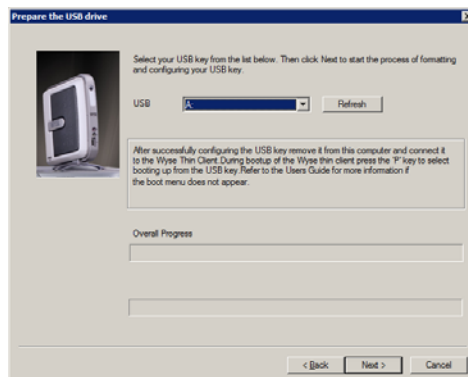 Prepare the USB drive
Select your USB key from the list below. Then click Next to start the process of formatting
and configuring your USB key.
USB
A:
Refresh
After successfully configuring the USB key remove it from this computer and connect it
to the Wyse Thin Client.During bootup of the Wyse thin client press the 'P' key to select
booting up from the USB key.Refer to the Users Guide for more information if
the boot menu does not appear.
Overall Progress
< Back
Next >
Cancel